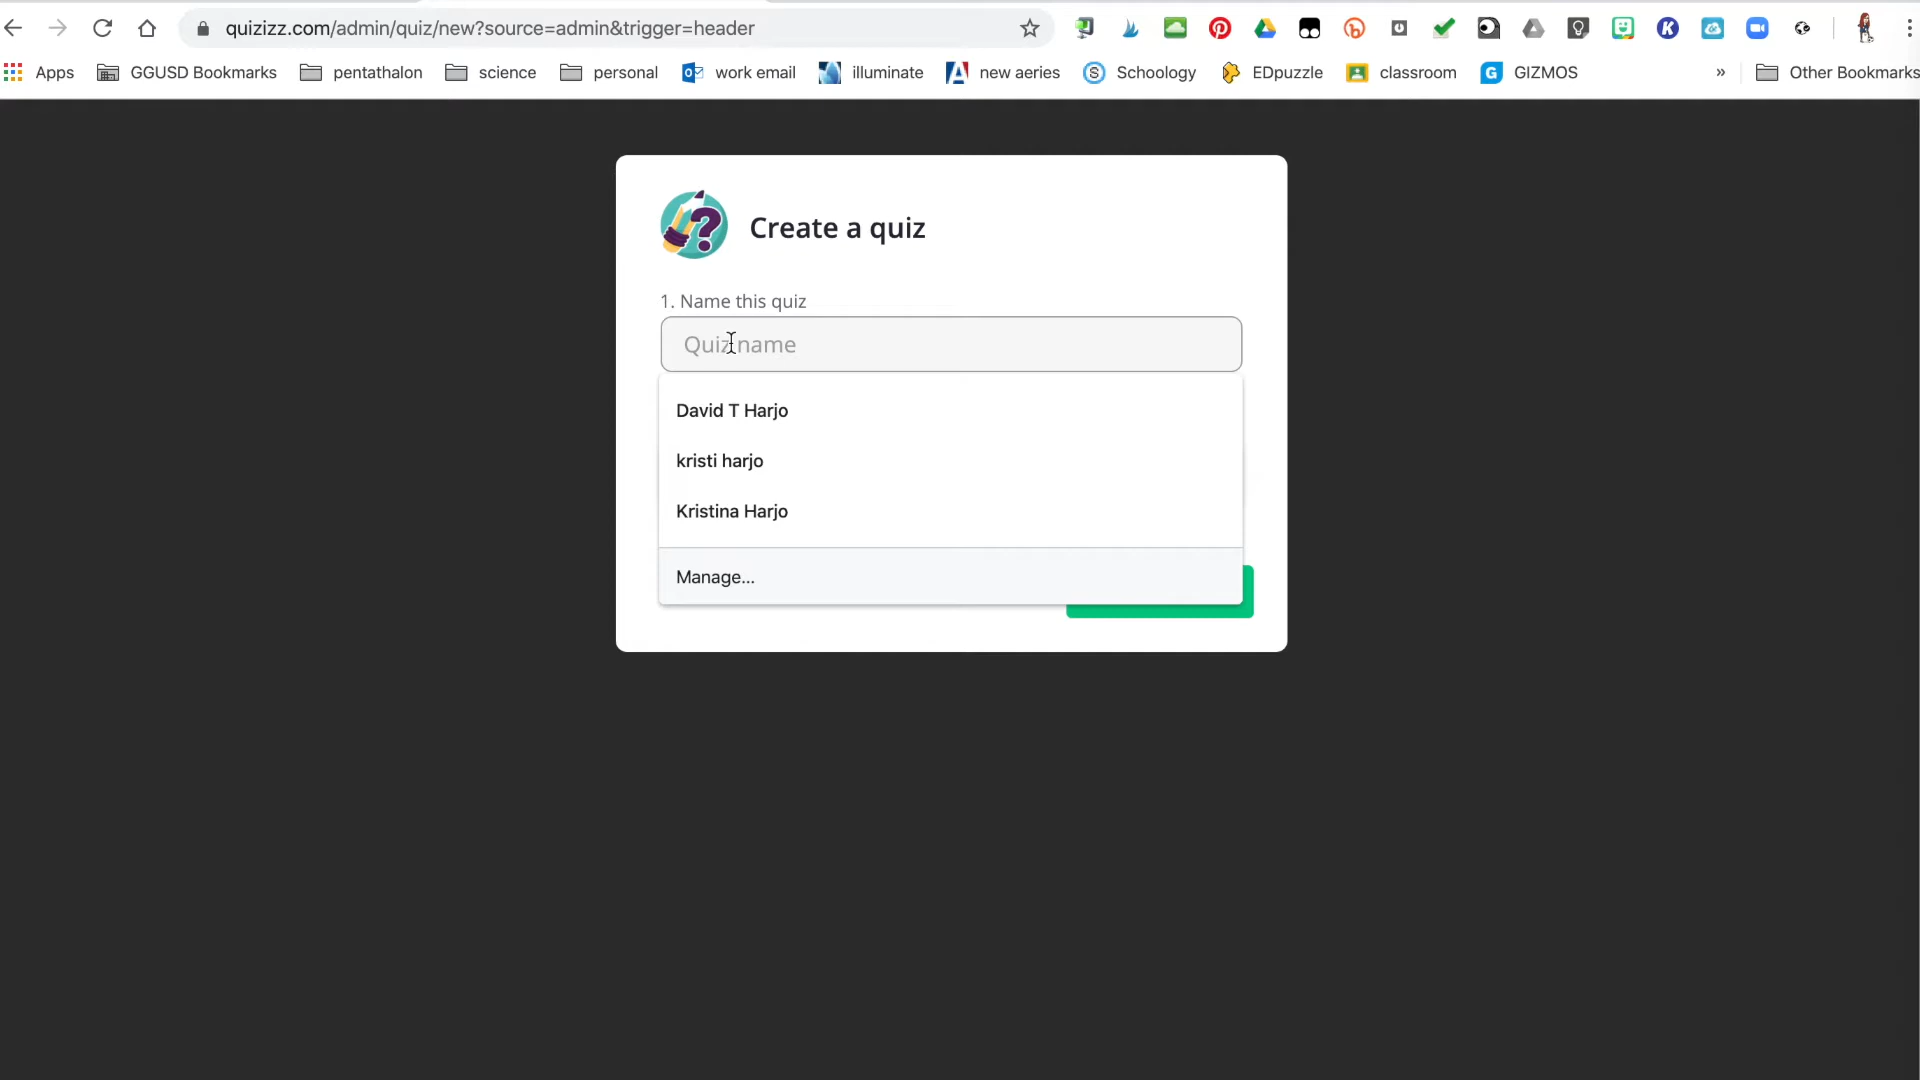 quizizz.com/admin/quiz/new?source=admin&trigger=header
Apps GGUSD Bookmarks pentathalon science personal work email illuminate new aeries Schoology EDpuzzle classroom GIZMOS » Other Bookmarks
Create a quiz
1. Name this quiz
Quiz name
David T Harjo
kristi harjo
Kristina Harjo
Manage...